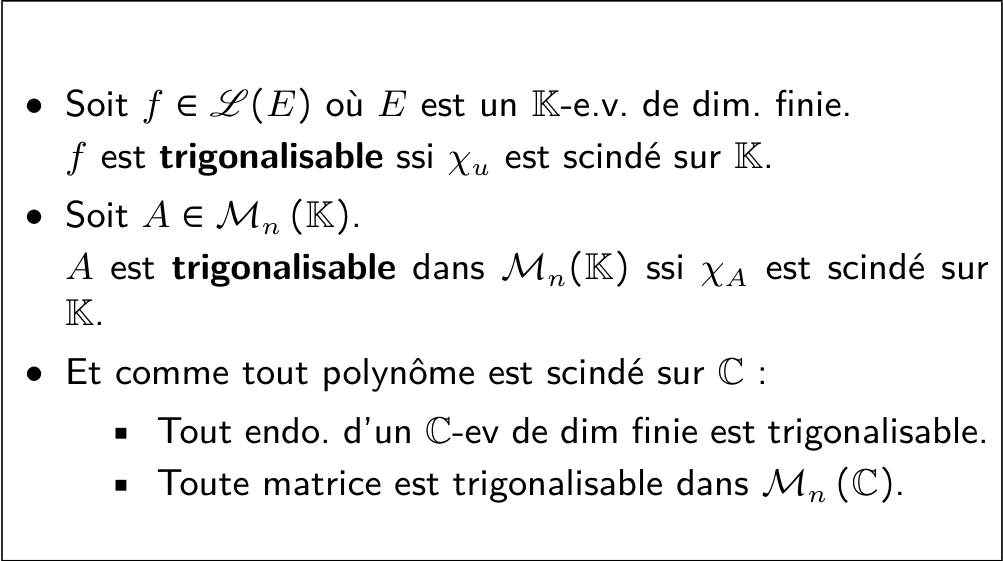 • Soit f ∈ ℒ(E) où E est un 𝕂-e.v. de dim. finie.
f est trigonalisable ssi χ_u est scindé sur 𝕂.
• Soit A ∈ ℳ_n (𝕂).
A est trigonalisable dans ℳ_n(𝕂) ssi χ_A est scindé sur
𝕂.
• Et comme tout polynôme est scindé sur ℂ :
▪ Tout endo. d'un ℂ-ev de dim finie est trigonalisable.
▪ Toute matrice est trigonalisable dans ℳ_n (ℂ).